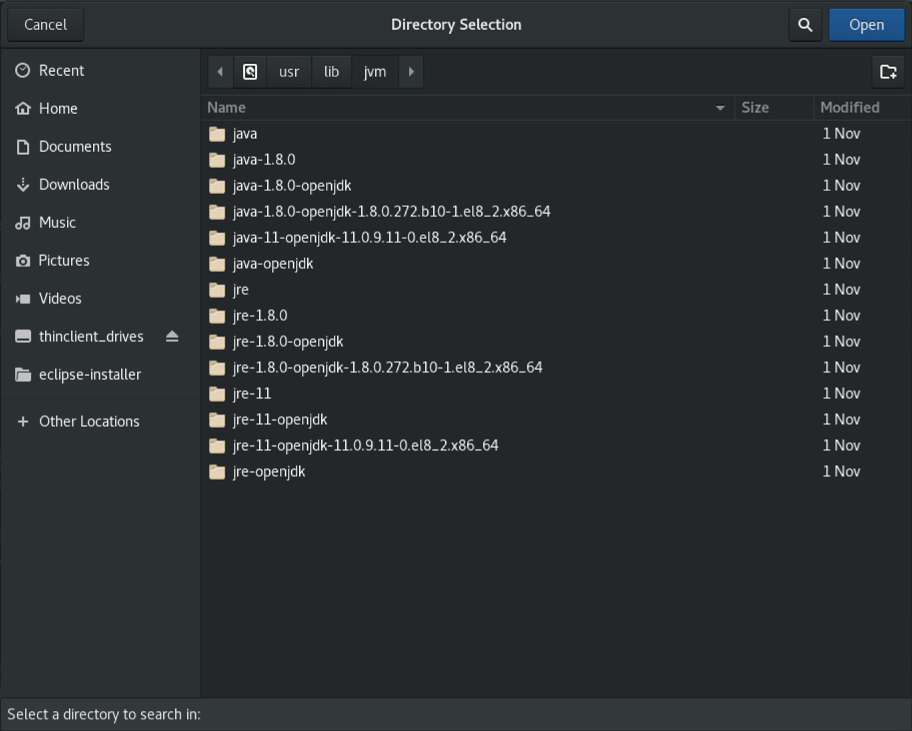 Cancel
Directory Selection
Open
Recent
Home
Documents
Downloads
Music
Pictures
Videos
thinclient_drives
eclipse-installer
Other Locations
usr lib jvm
Name Size Modified
java 1 Nov
java-1.8.0 1 Nov
java-1.8.0-openjdk 1 Nov
java-1.8.0-openjdk-1.8.0.272.b10-1.el8_2.x86_64 1 Nov
java-11-openjdk-11.0.9.11-0.el8_2.x86_64 1 Nov
java-openjdk 1 Nov
jre 1 Nov
jre-1.8.0 1 Nov
jre-1.8.0-openjdk 1 Nov
jre-1.8.0-openjdk-1.8.0.272.b10-1.el8_2.x86_64 1 Nov
jre-11 1 Nov
jre-11-openjdk 1 Nov
jre-11-openjdk-11.0.9.11-0.el8_2.x86_64 1 Nov
jre-openjdk 1 Nov
Select a directory to search in: